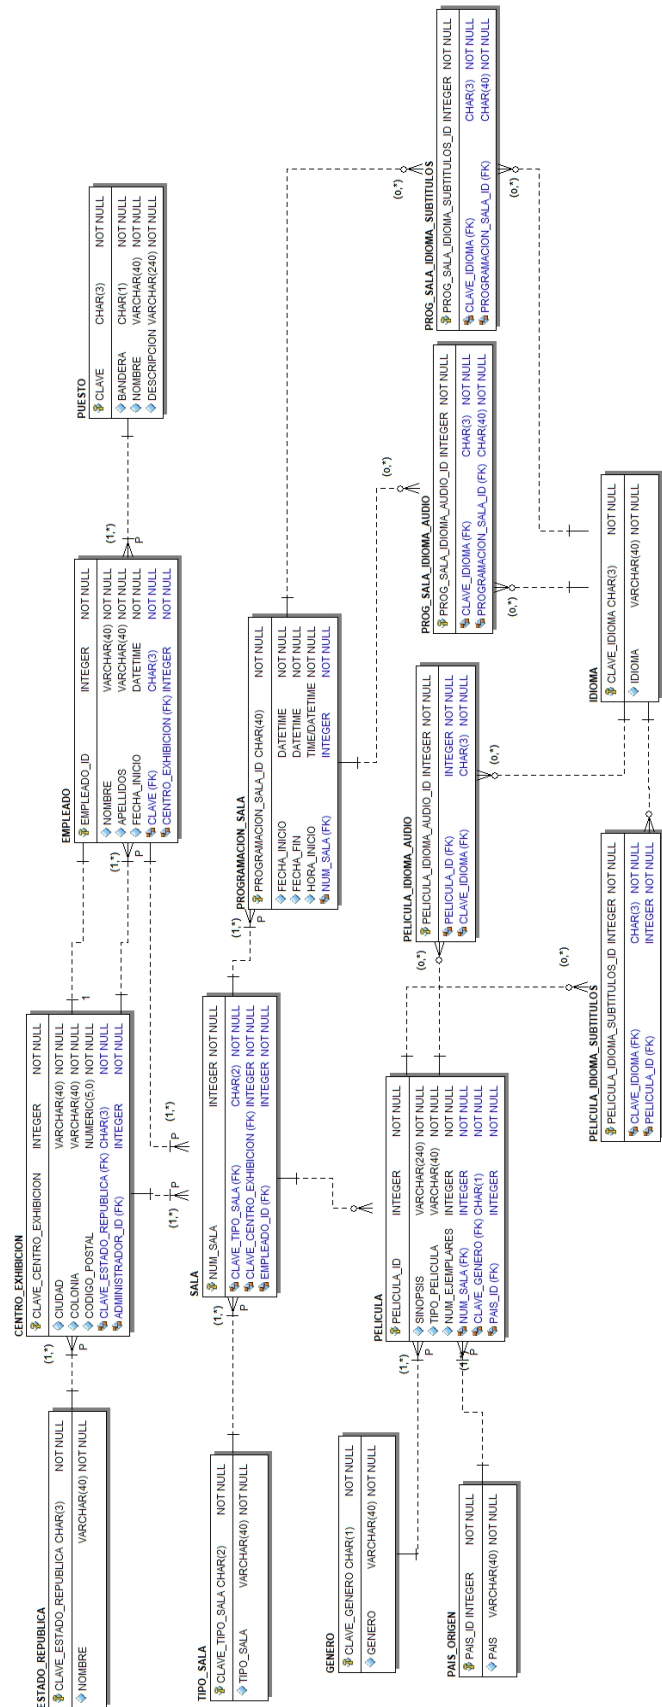 ESTADO_REPUBLICA
CLAVE_ESTADO_REPUBLICA CHAR(3) NOT NULL
NOMBRE VARCHAR(40) NOT NULL
(1,*)
P
CENTRO_EXHIBICION
CLAVE_CENTRO_EXHIBICION INTEGER NOT NULL
CIUDAD VARCHAR(40) NOT NULL
COLONIA VARCHAR(40) NOT NULL
CODIGO_POSTAL NUMERIC(5,0) NOT NULL
CLAVE_ESTADO_REPUBLICA (FK) CHAR(3) NOT NULL
ADMINISTRADOR_ID (FK) INTEGER NOT NULL
1
(1,*)
P
EMPLEADO
EMPLEADO_ID INTEGER NOT NULL
NOMBRE VARCHAR(40) NOT NULL
APELLIDOS VARCHAR(40) NOT NULL
FECHA_INICIO DATETIME NOT NULL
CLAVE (FK) CHAR(3) NOT NULL
CENTRO_EXHIBICION (FK) INTEGER NOT NULL
(1,*)
P
PUESTO
CLAVE CHAR(3) NOT NULL
BANDERA CHAR(1) NOT NULL
NOMBRE VARCHAR(40) NOT NULL
DESCRIPCION VARCHAR(240) NOT NULL
P
(1,*)
P
(1,*)
TIPO_SALA
CLAVE_TIPO_SALA CHAR(2) NOT NULL
TIPO_SALA VARCHAR(40) NOT NULL
(1,*)
P
SALA
NUM_SALA INTEGER NOT NULL
CLAVE_TIPO_SALA (FK) CHAR(2) NOT NULL
CLAVE_CENTRO_EXHIBICION (FK) INTEGER NOT NULL
EMPLEADO_ID (FK) INTEGER NOT NULL
(1,*)
P
PROGRAMACION_SALA
PROGRAMACION_SALA_ID CHAR(40) NOT NULL
FECHA_INICIO DATETIME NOT NULL
FECHA_FIN DATETIME NOT NULL
HORA_INICIO TIME/DATETIME NOT NULL
NUM_SALA (FK) INTEGER NOT NULL
(o,*)
(o,*)
GENERO
CLAVE_GENERO CHAR(1) NOT NULL
GENERO VARCHAR(40) NOT NULL
(1,*)
P
PELICULA
PELICULA_ID INTEGER NOT NULL
SINOPSIS VARCHAR(240) NOT NULL
TIPO_PELICULA VARCHAR(40) NOT NULL
NUM_EJEMPLARES INTEGER NOT NULL
NUM_SALA (FK) INTEGER NOT NULL
CLAVE_GENERO (FK) CHAR(1) NOT NULL
PAIS_ID (FK) INTEGER NOT NULL
(o,*)
PELICULA_IDIOMA_AUDIO
PELICULA_IDIOMA_AUDIO_ID INTEGER NOT NULL
PELICULA_ID (FK) INTEGER NOT NULL
CLAVE_IDIOMA (FK) CHAR(3) NOT NULL
(o,*)
PROG_SALA_IDIOMA_AUDIO
PROG_SALA_IDIOMA_AUDIO_ID INTEGER NOT NULL
CLAVE_IDIOMA (FK) CHAR(3) NOT NULL
PROGRAMACION_SALA_ID (FK) CHAR(40) NOT NULL
(o,*)
PROG_SALA_IDIOMA_SUBTITULOS
PROG_SALA_IDIOMA_SUBTITULOS_ID INTEGER NOT NULL
CLAVE_IDIOMA (FK) CHAR(3) NOT NULL
PROGRAMACION_SALA_ID (FK) CHAR(40) NOT NULL
(o,*)
PAIS_ORIGEN
PAIS_ID INTEGER NOT NULL
PAIS VARCHAR(40) NOT NULL
P
(o,*)
PELICULA_IDIOMA_SUBTITULOS
PELICULA_IDIOMA_SUBTITULOS_ID INTEGER NOT NULL
CLAVE_IDIOMA (FK) CHAR(3) NOT NULL
PELICULA_ID (FK) INTEGER NOT NULL
(o,*)
IDIOMA
CLAVE_IDIOMA CHAR(3) NOT NULL
IDIOMA VARCHAR(40) NOT NULL